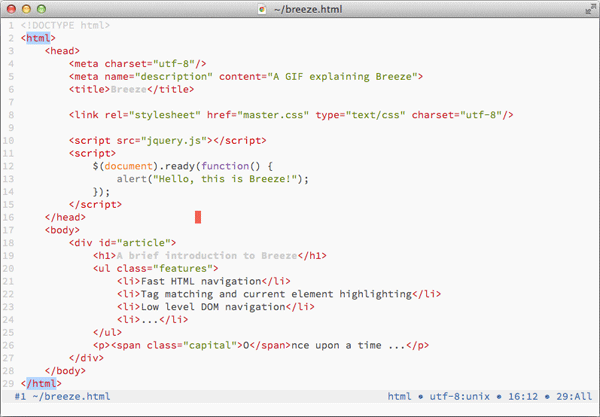 ~/breeze.html
1 <!DOCTYPE html>
2 <html>
3     <head>
4         <meta charset="utf-8"/>
5         <meta name="description" content="A GIF explaining Breeze">
6         <title>Breeze</title>
7
8         <link rel="stylesheet" href="master.css" type="text/css" charset="utf-8"/>
9
10         <script src="jquery.js"></script>
11         <script>
12             $(document).ready(function() {
13                 alert("Hello, this is Breeze!");
14             });
15         </script>
16     </head>
17     <body>
18         <div id="article">
19             <h1>A brief introduction to Breeze</h1>
20             <ul class="features">
21                 <li>Fast HTML navigation</li>
22                 <li>Tag matching and current element highlighting</li>
23                 <li>Low level DOM navigation</li>
24                 <li>...</li>
25             </ul>
26             <p><span class="capital">O</span>nce upon a time ...</p>
27         </div>
28     </body>
29 </html>
#1 ~/breeze.html html • utf-8:unix • 16:12 • 29:All